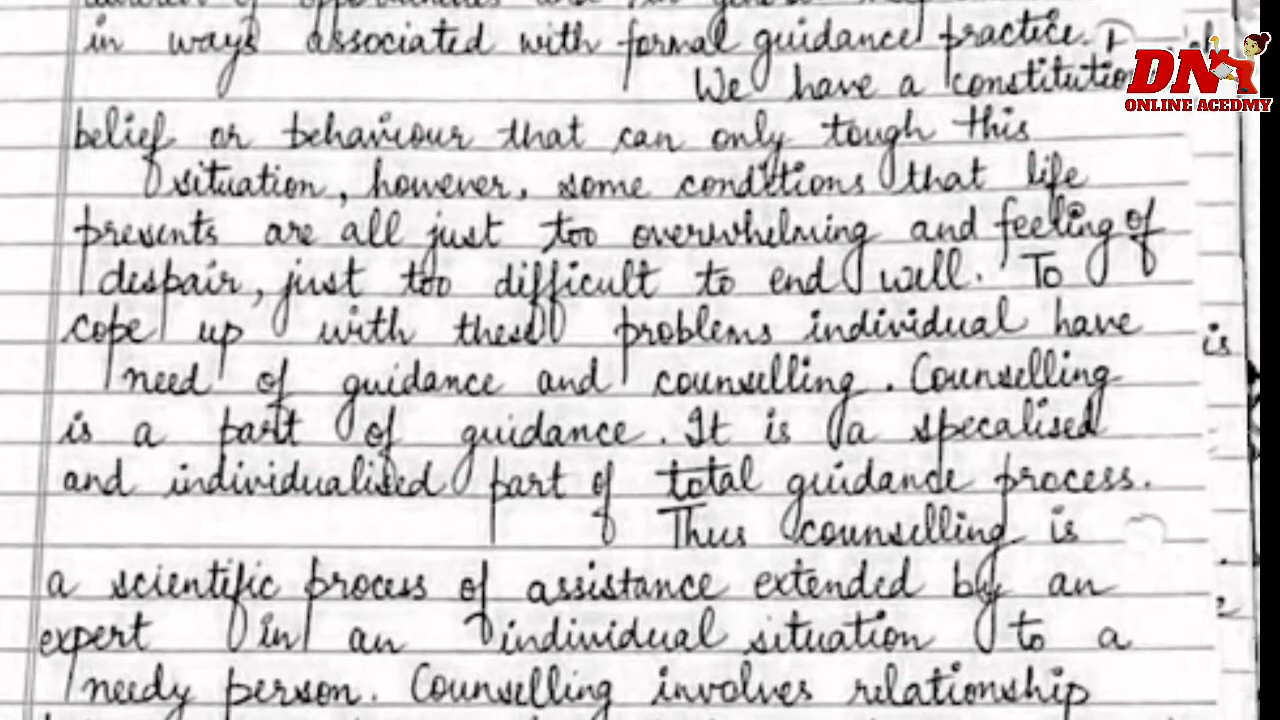 in ways associated with formal guidance practice.
We have a constitution
belief or behaviour that can only tough this
situation, however, some conditions that life
presents are all just too overwhelming and feeling of
despair, just too difficult to end well. To
cope up with these problems individual have
need of guidance and counselling. Counselling
is a part of guidance. It is a specalised
and individualised part of total guidance process.
Thus counselling is
a scientific process of assistance extended by an
expert in an individual situation to a
needy person. Counselling involves relationship
is
DN
ONLINE ACEDMY